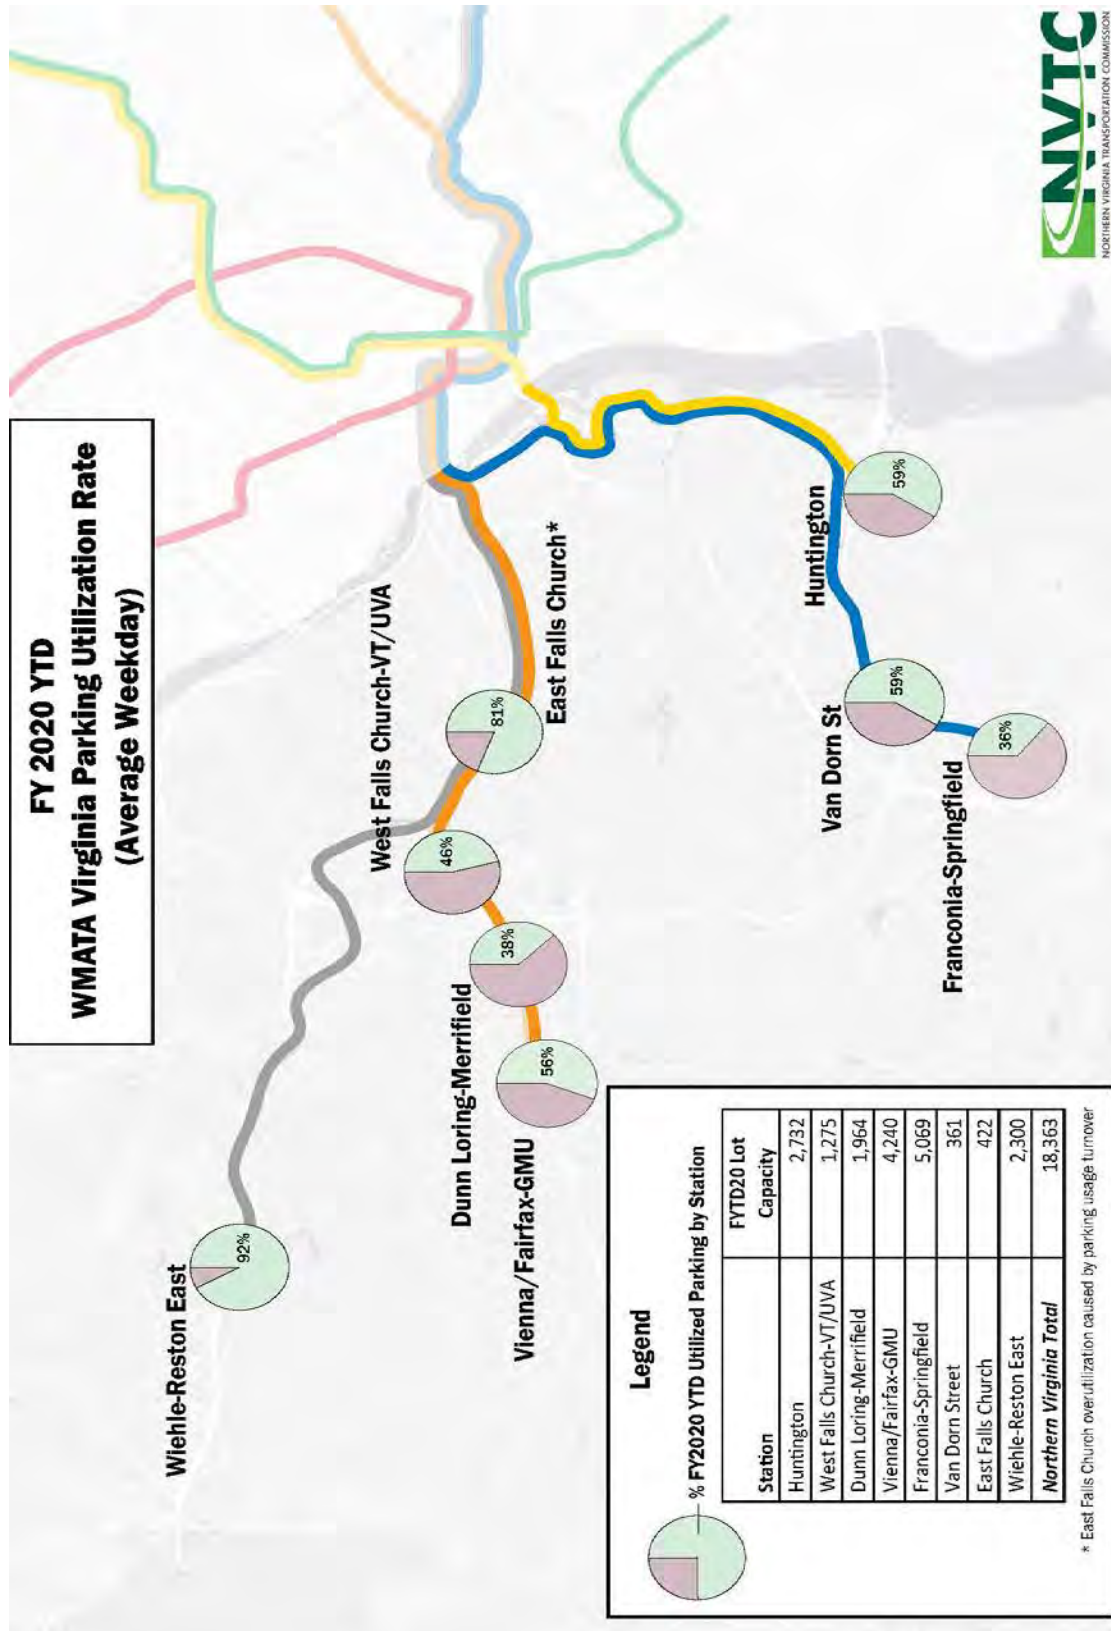 FY 2020 YTD
WMATA Virginia Parking Utilization Rate
(Average Weekday)
Wiehle-Reston East
92%
West Falls Church-VT/UVA
46%
81%
East Falls Church*
Dunn Loring-Merrifield
38%
Vienna/Fairfax-GMU
56%
Huntington
59%
Van Dorn St
59%
Franconia-Springfield
36%
Legend
% FY2020 YTD Utilized Parking by Station
Station FYTD20 Lot Capacity
Huntington 2,732
West Falls Church-VT/UVA 1,275
Dunn Loring-Merrifield 1,964
Vienna/Fairfax-GMU 4,240
Franconia-Springfield 5,069
Van Dorn Street 361
East Falls Church 422
Wiehle-Reston East 2,300
Northern Virginia Total 18,363
* East Falls Church overutilization caused by parking usage turnover
NVTC
NORTHERN VIRGINIA TRANSPORTATION COMMISSION